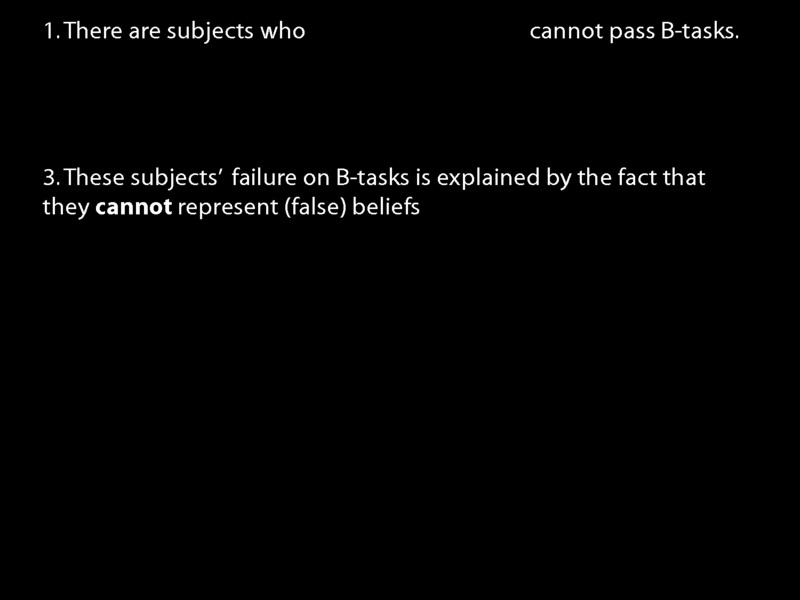 1. There are subjects who cannot pass B-tasks.
3. These subjects’ failure on B-tasks is explained by the fact that
they cannot represent (false) beliefs